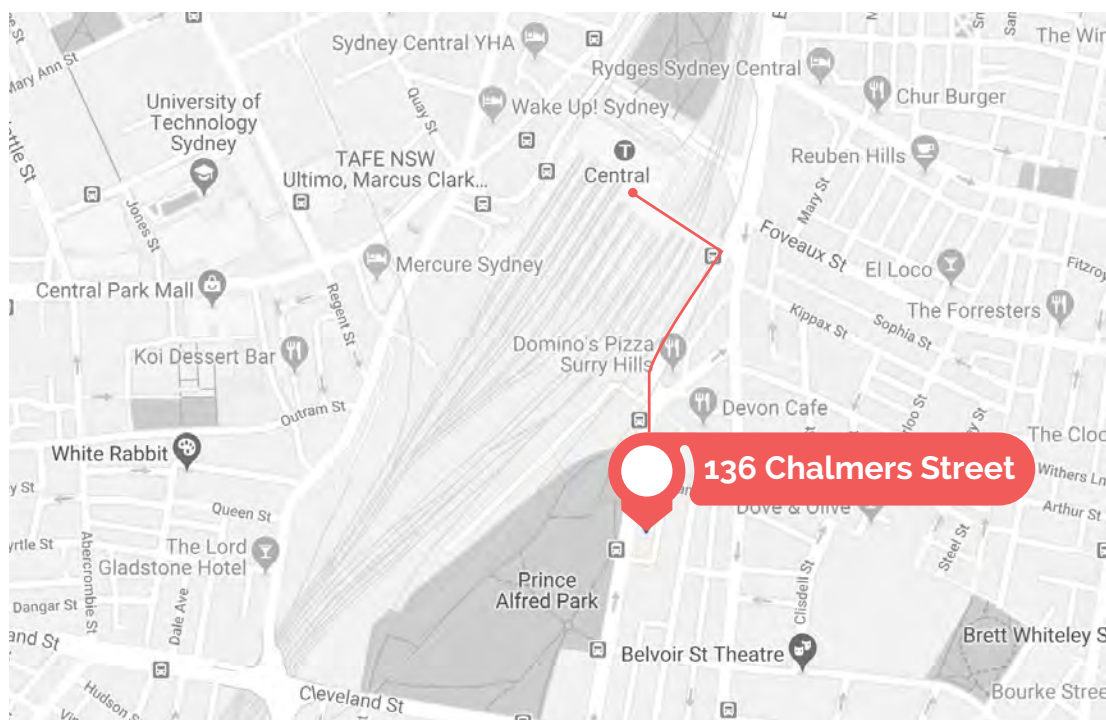 Sydney Central YHA
The Wir
Mary Ann St
Rydges Sydney Central
Quay St
Wake Up! Sydney
Chur Burger
University of
Technology
Sydney
TAFE NSW
Ultimo, Marcus Clark...
T
Central
Reuben Hills
Mary St
Jones St
Foveaux St
Mercure Sydney
El Loco
Fitzroy
Central Park Mall
Regent St
The Forresters
Kippax St
Sophia St
Domino's Pizza
Surry Hills
Koi Dessert Bar
Outram St
Devon Cafe
The Cloc
White Rabbit
136 Chalmers Street
Withers Ln
Arthur St
Queen St
Dove & Olive
The Lord
Gladstone Hotel
Abercrombie St
Steel St
Prince
Alfred Park
Clisdell St
Dangar St
Dale Ave
and St
Belvoir St Theatre
Brett Whiteley S
Cleveland St
Hudson S
Bourke Stree